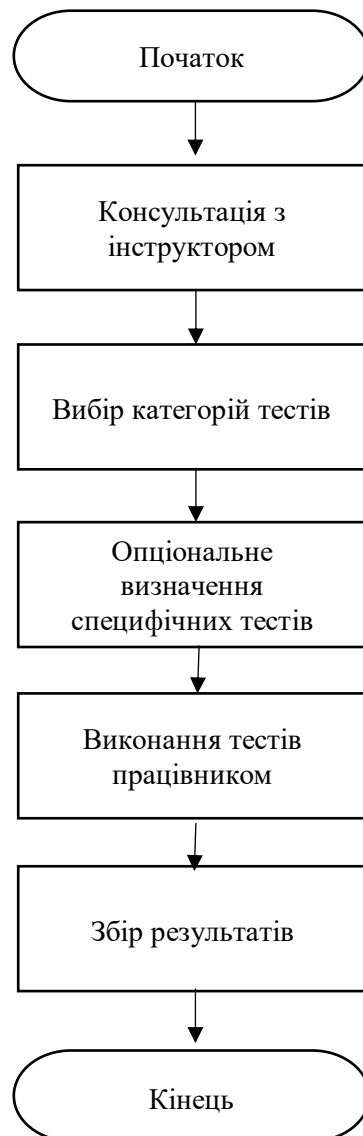 Початок
Консультація з
інструктором
Вибір категорій тестів
Опціональне
визначення
специфічних тестів
Виконання тестів
працівником
Збір результатів
Кінець